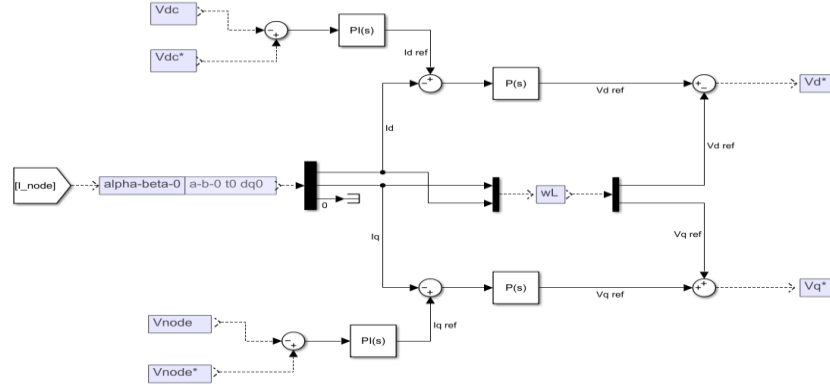 Vdc
PI(s)
Vdc*
Id ref
P(s)
Vd ref
Vd*
Id
Vd ref
[I_node]
alpha-beta-0
a-b-0 t0 dq0
wL
0
Iq
Vq ref
P(s)
Vq ref
Vq*
Vnode
Iq ref
PI(s)
Vnode*